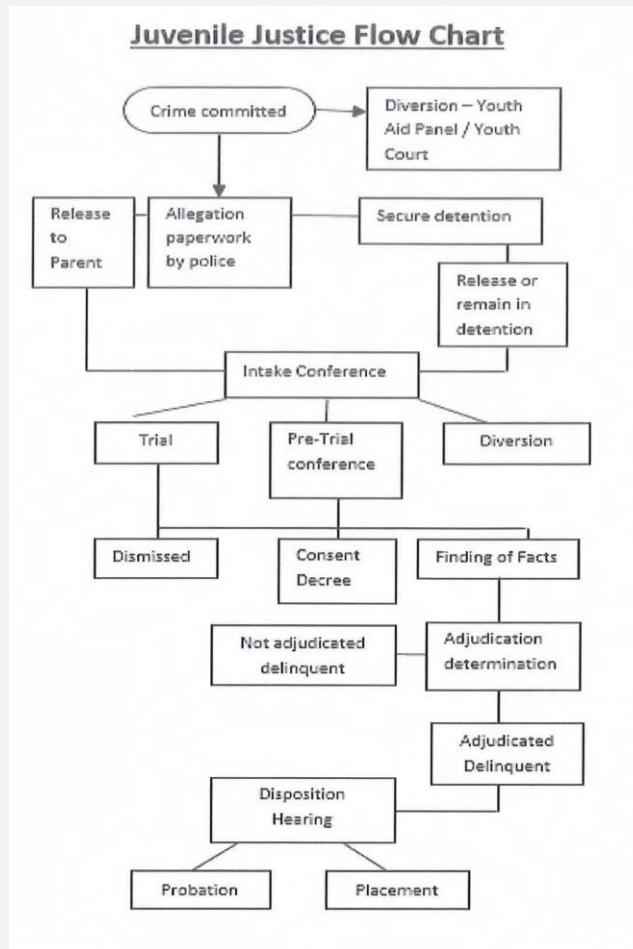 Juvenile Justice Flow Chart
Crime committed
Diversion – Youth
Aid Panel / Youth
Court
Release
to
Parent
Allegation
paperwork
by police
Secure detention
Release or
remain in
detention
Intake Conference
Trial
Pre-Trial
conference
Diversion
Dismissed
Consent
Decree
Finding of Facts
Not adjudicated
delinquent
Adjudication
determination
Adjudicated
Delinquent
Disposition
Hearing
Probation
Placement